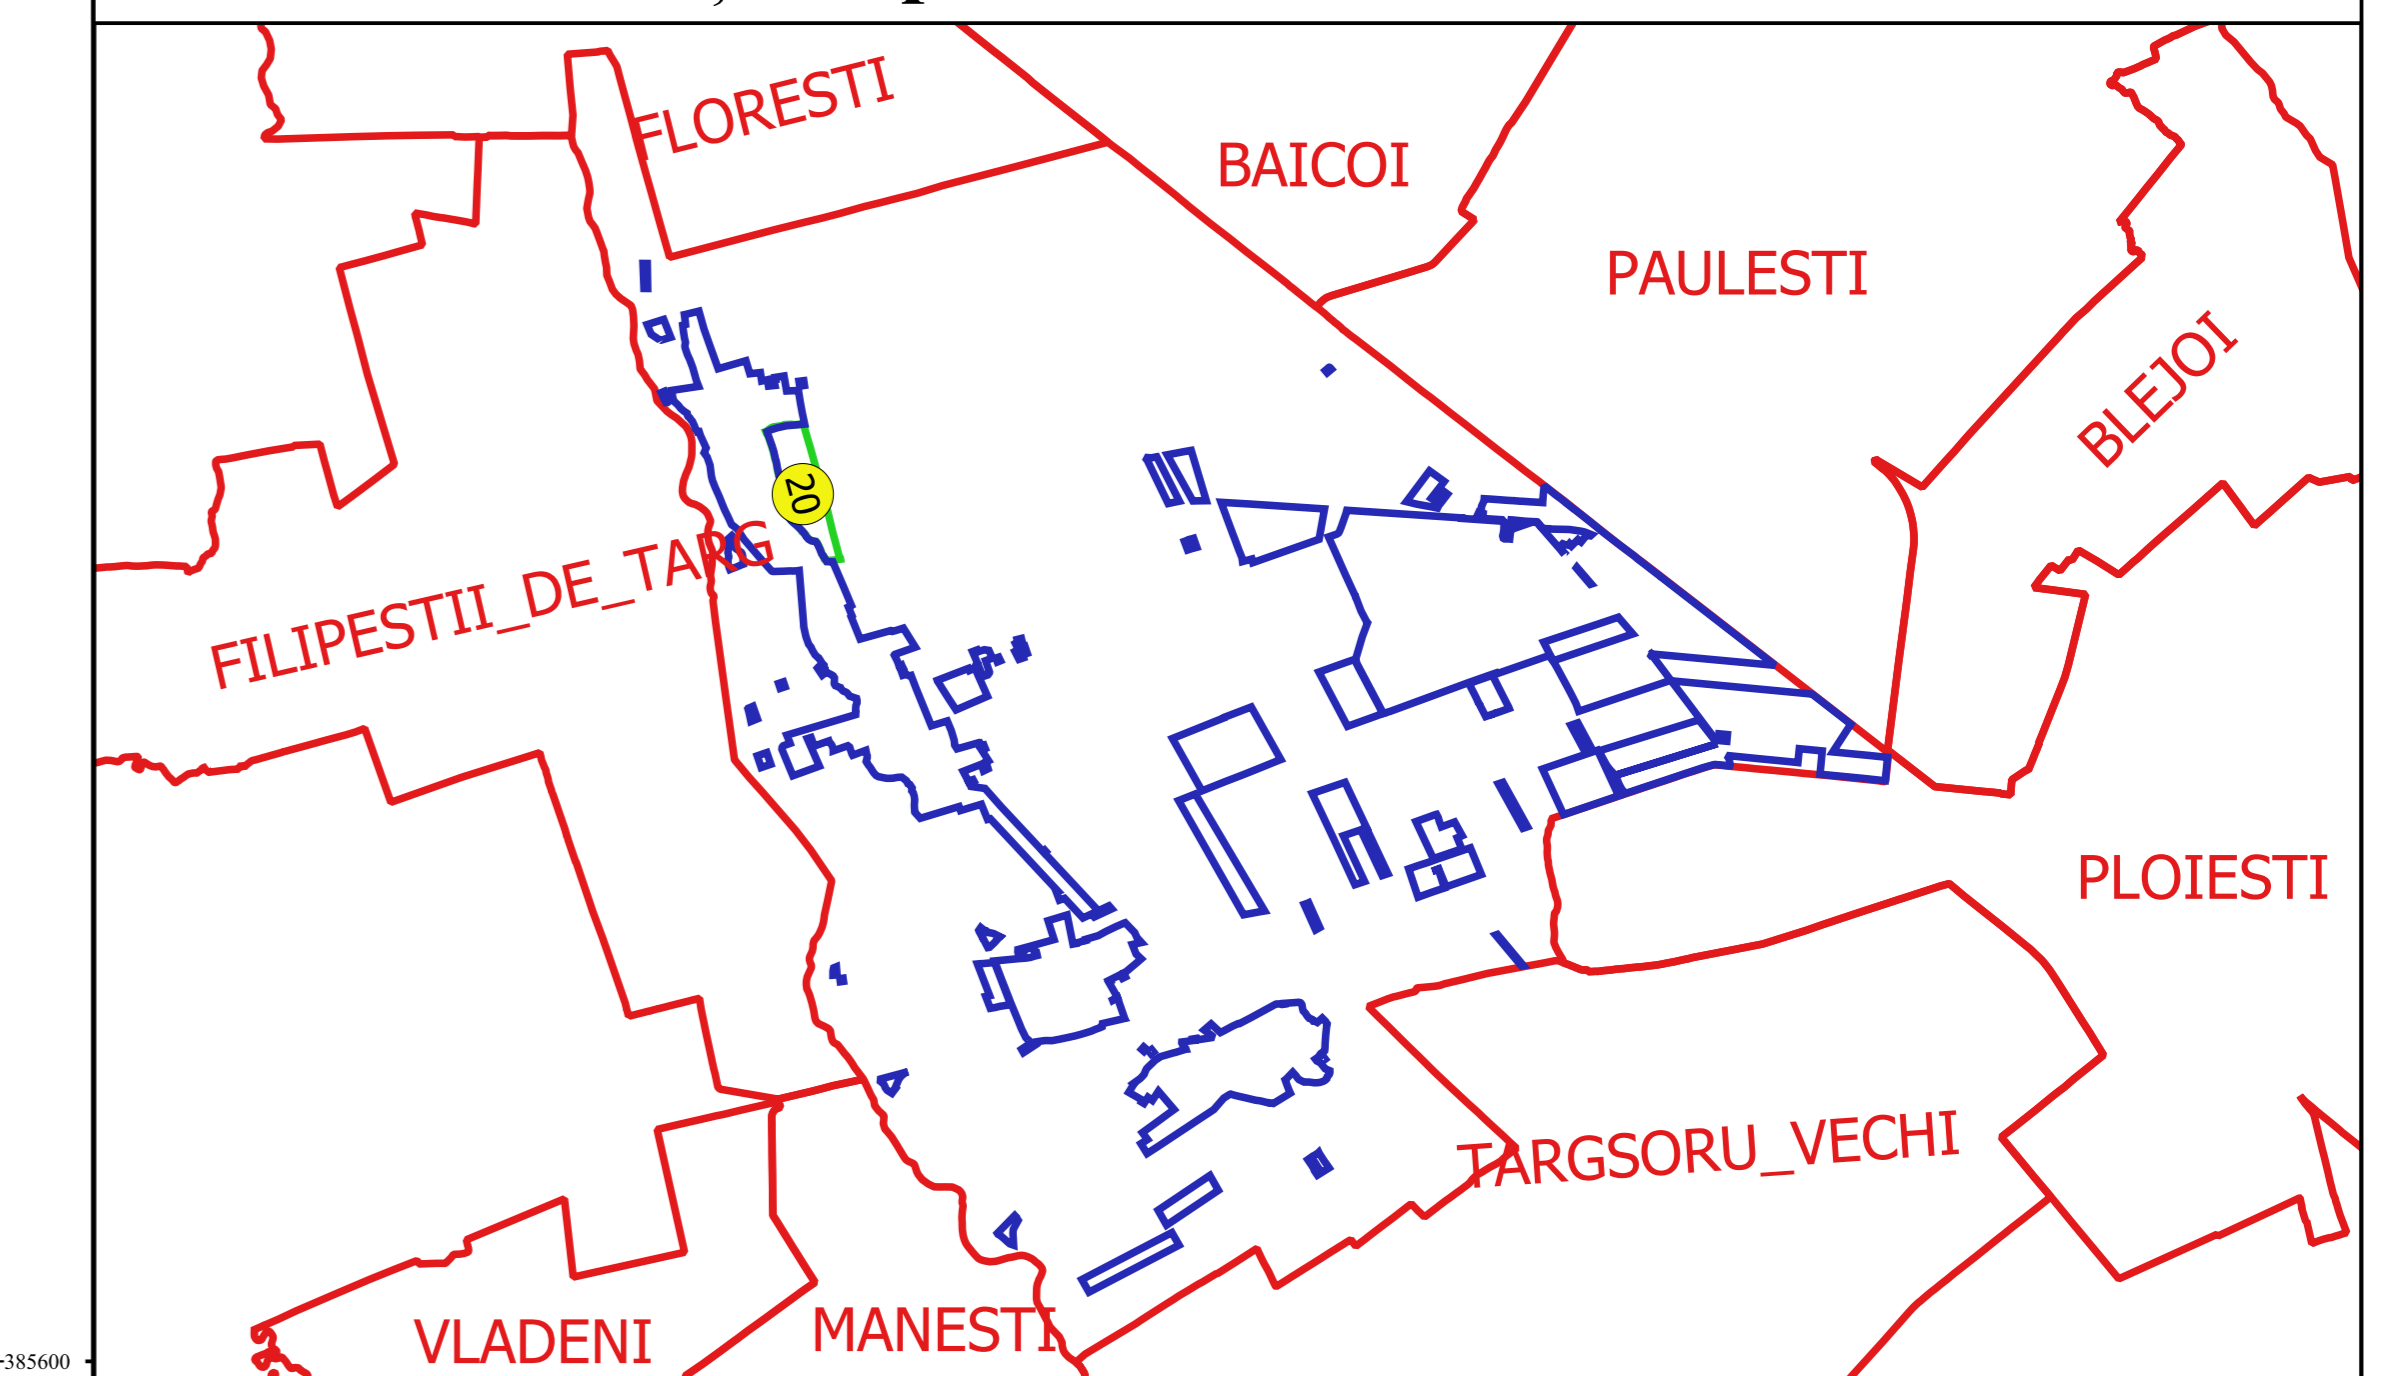 FLORESTI
BAICOI
PAULESTI
BLEJOI
20
FILIPESTII_DE_TARG
PLOIESTI
TARGSORU_VECHI
MANESTI
VLADENI
385600